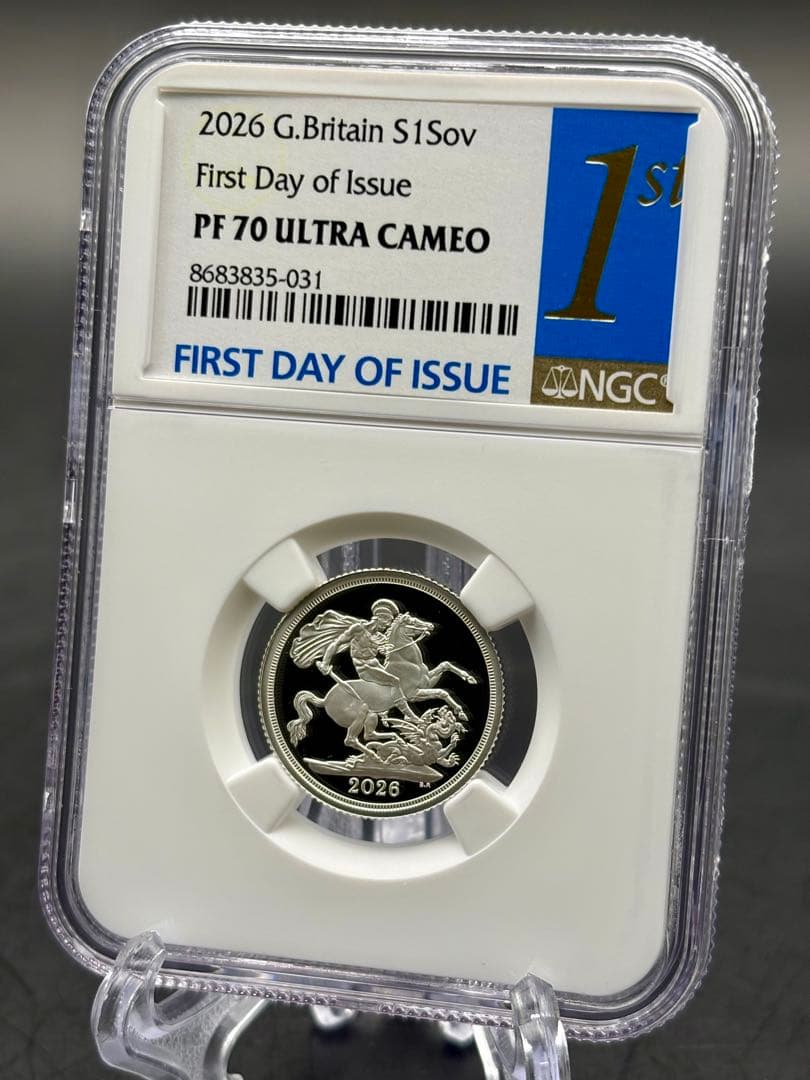 2026 G.Britain S1Sov
First Day of Issue
PF 70 ULTRA CAMEO
8683835-031
FIRST DAY OF ISSUE
1st
NGC
2026